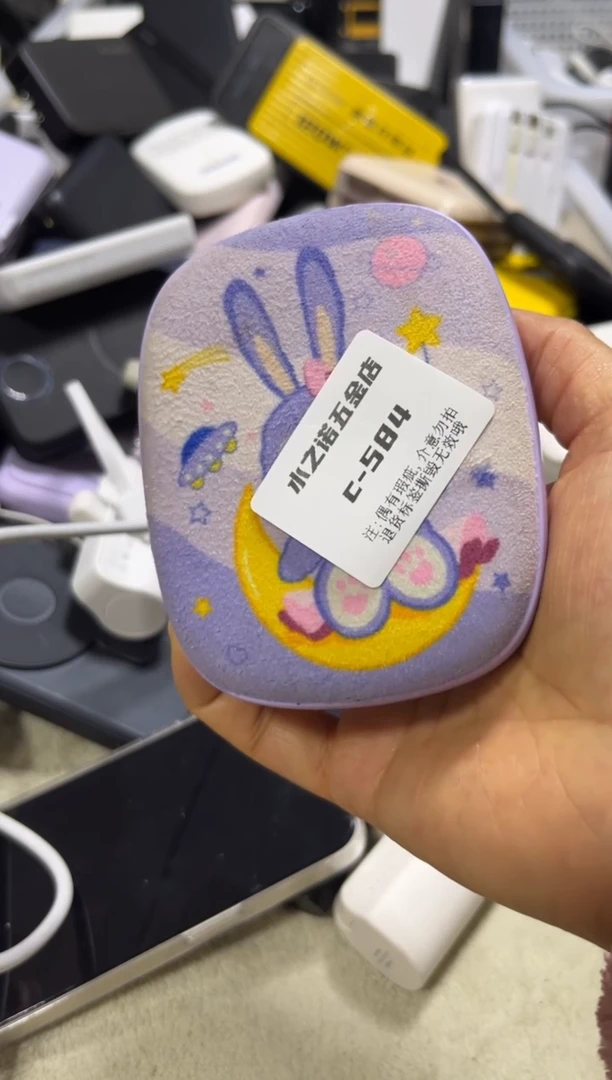 水之诺五金店
C-584
注：偶有瑕疵，介意勿拍
退货标签撕毁无效哦